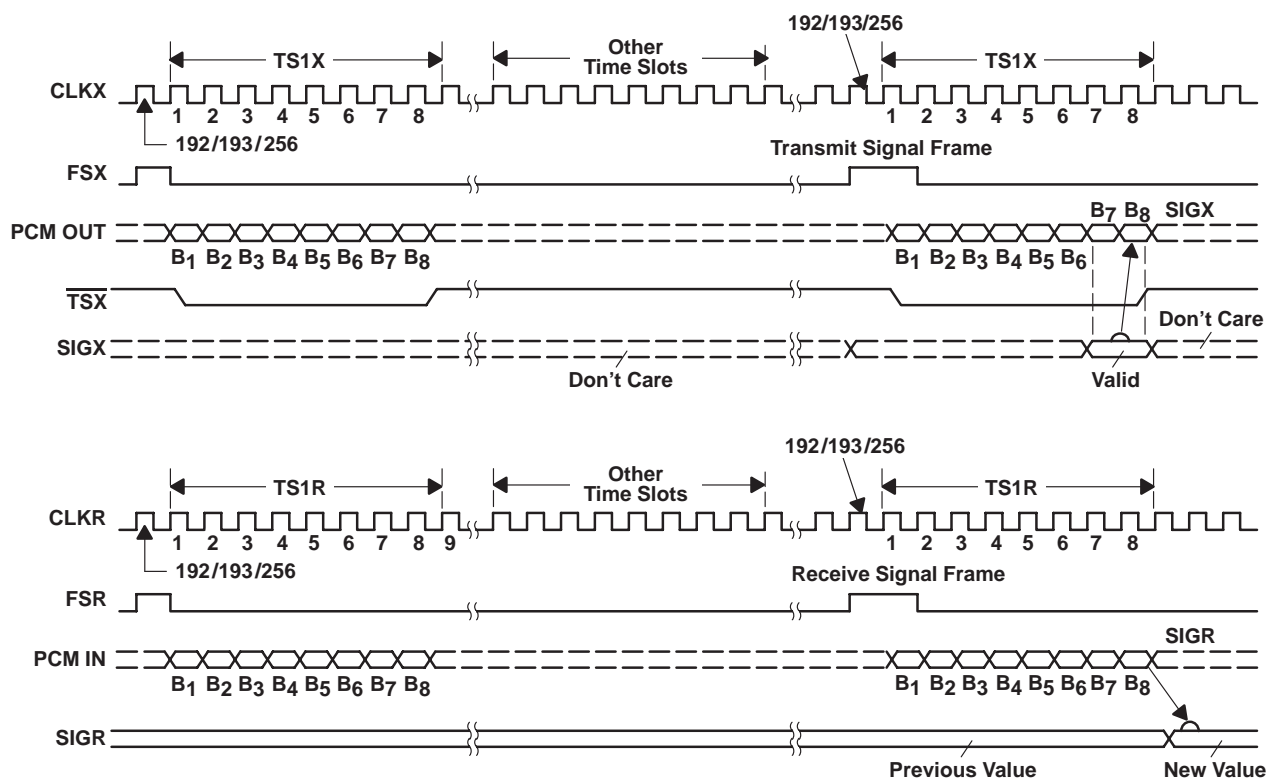 192/193/256
TS1X
Other
Time Slots
TS1X
CLKX
1 2 3 4 5 6 7 8
1 2 3 4 5 6 7 8
192/193/256
Transmit Signal Frame
FSX
B7 B8 SIGX
PCM OUT
B1 B2 B3 B4 B5 B6 B7 B8
B1 B2 B3 B4 B5 B6
TSX
Don't Care
SIGX
Don't Care
Valid
192/193/256
TS1R
Other
Time Slots
TS1R
CLKR
1 2 3 4 5 6 7 8 9
1 2 3 4 5 6 7 8
192/193/256
Receive Signal Frame
FSR
SIGR
PCM IN
B1 B2 B3 B4 B5 B6 B7 B8
B1 B2 B3 B4 B5 B6 B7 B8
SIGR
Previous Value
New Value